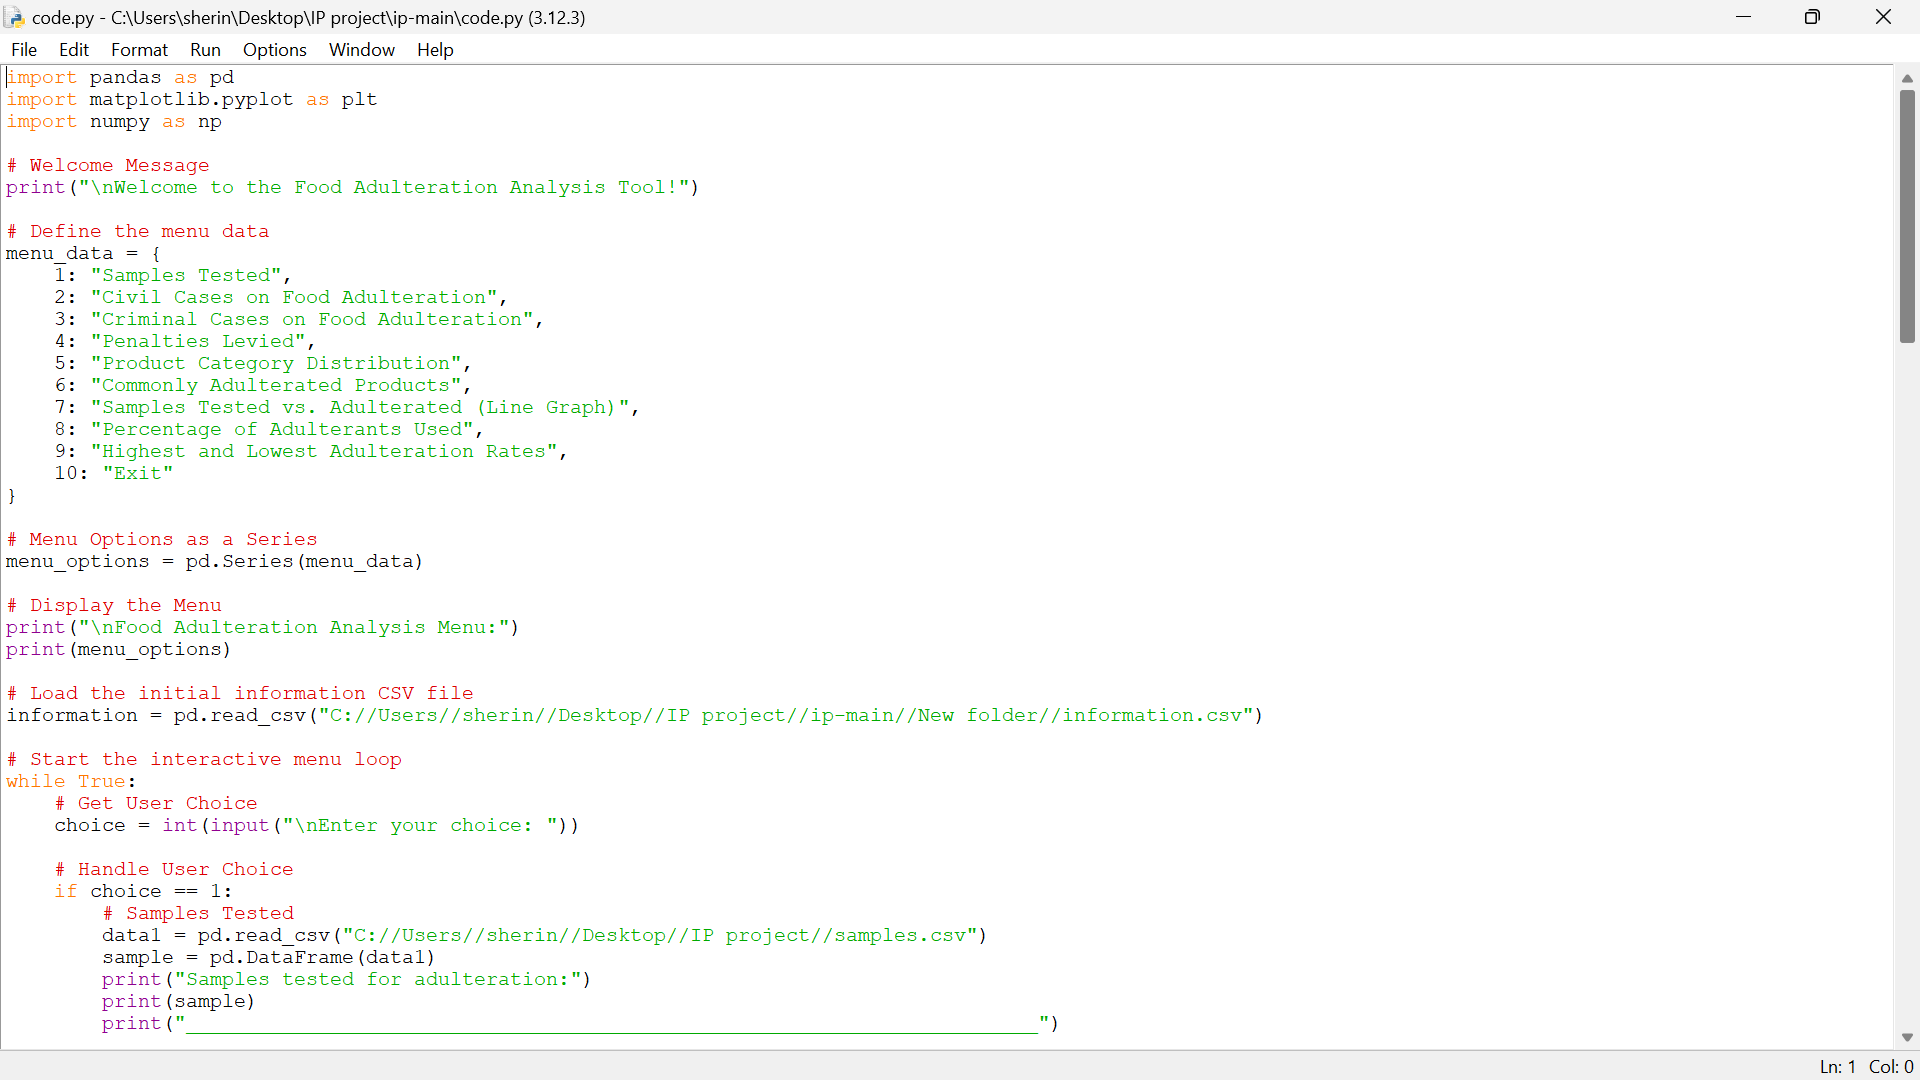 code.py - C:\Users\sherin\Desktop\IP project\ip-main\code.py (3.12.3)
File Edit Format Run Options Window Help
import pandas as pd
import matplotlib.pyplot as plt
import numpy as np

# Welcome Message
print("\nWelcome to the Food Adulteration Analysis Tool!")

# Define the menu data
menu_data = {
    1: "Samples Tested",
    2: "Civil Cases on Food Adulteration",
    3: "Criminal Cases on Food Adulteration",
    4: "Penalties Levied",
    5: "Product Category Distribution",
    6: "Commonly Adulterated Products",
    7: "Samples Tested vs. Adulterated (Line Graph)",
    8: "Percentage of Adulterants Used",
    9: "Highest and Lowest Adulteration Rates",
    10: "Exit"
}

# Menu Options as a Series
menu_options = pd.Series(menu_data)

# Display the Menu
print("\nFood Adulteration Analysis Menu:")
print(menu_options)

# Load the initial information CSV file
information = pd.read_csv("C://Users//sherin//Desktop//IP project//ip-main//New folder//information.csv")

# Start the interactive menu loop
while True:
    # Get User Choice
    choice = int(input("\nEnter your choice: "))

    # Handle User Choice
    if choice == 1:
        # Samples Tested
        data1 = pd.read_csv("C://Users//sherin//Desktop//IP project//samples.csv")
        sample = pd.DataFrame(data1)
        print("Samples tested for adulteration:")
        print(sample)
        print("_______________________________________________________________________")
Ln: 1 Col: 0